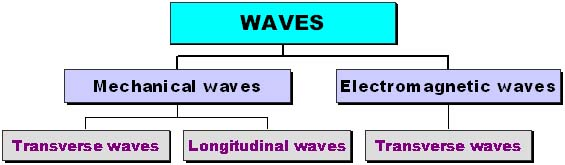 WAVES
Mechanical waves
Electromagnetic waves
Transverse waves
Longitudinal waves
Transverse waves